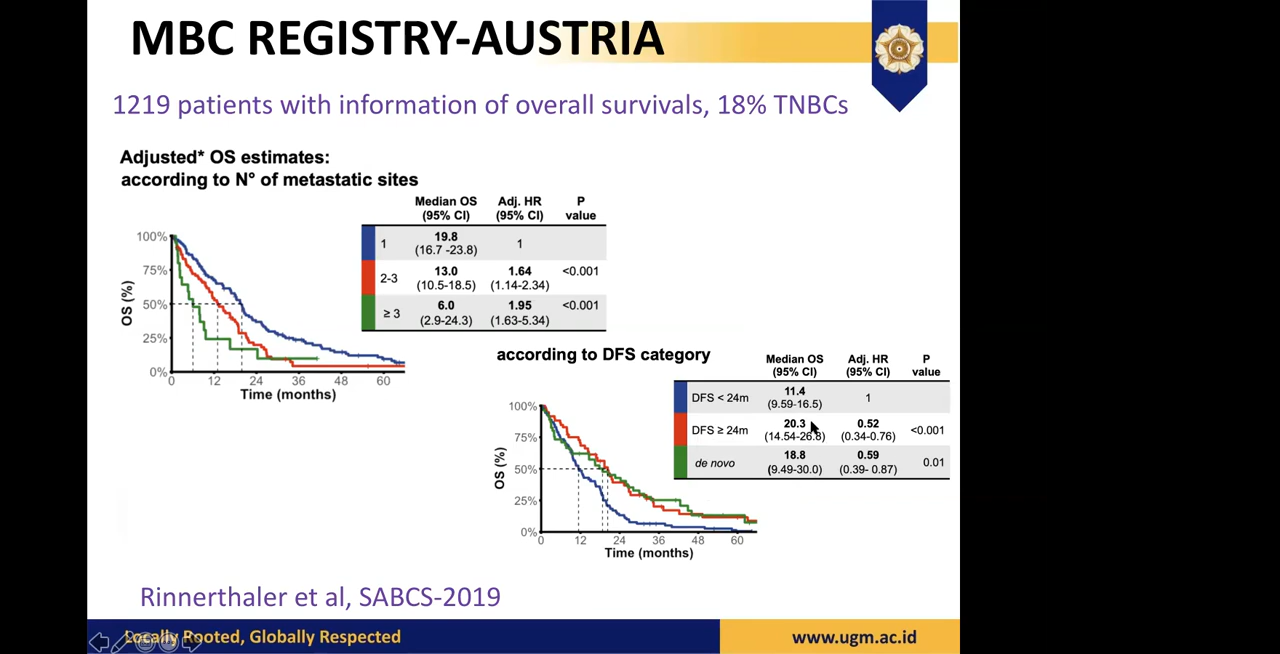 MBC REGISTRY-AUSTRIA
1219 patients with information of overall survivals, 18% TNBCs
Adjusted* OS estimates:
according to N° of metastatic sites
Median OS (95% CI) Adj. HR (95% CI) P value
1 19.8 (16.7 -23.8) 1
2-3 13.0 (10.5-18.5) 1.64 (1.14-2.34) <0.001
≥ 3 6.0 (2.9-24.3) 1.95 (1.63-5.34) <0.001
OS (%)
100%
75%
50%
25%
0%
0 12 24 36 48 60
Time (months)
according to DFS category
Median OS (95% CI) Adj. HR (95% CI) P value
DFS < 24m 11.4 (9.59-16.5) 1
DFS ≥ 24m 20.3 (14.54-26.8) 0.52 (0.34-0.76) <0.001
de novo 18.8 (9.49-30.0) 0.59 (0.39- 0.87) 0.01
OS (%)
100%
75%
50%
25%
0%
0 12 24 36 48 60
Time (months)
Rinnerthaler et al, SABCS-2019
Locally Rooted, Globally Respected
www.ugm.ac.id